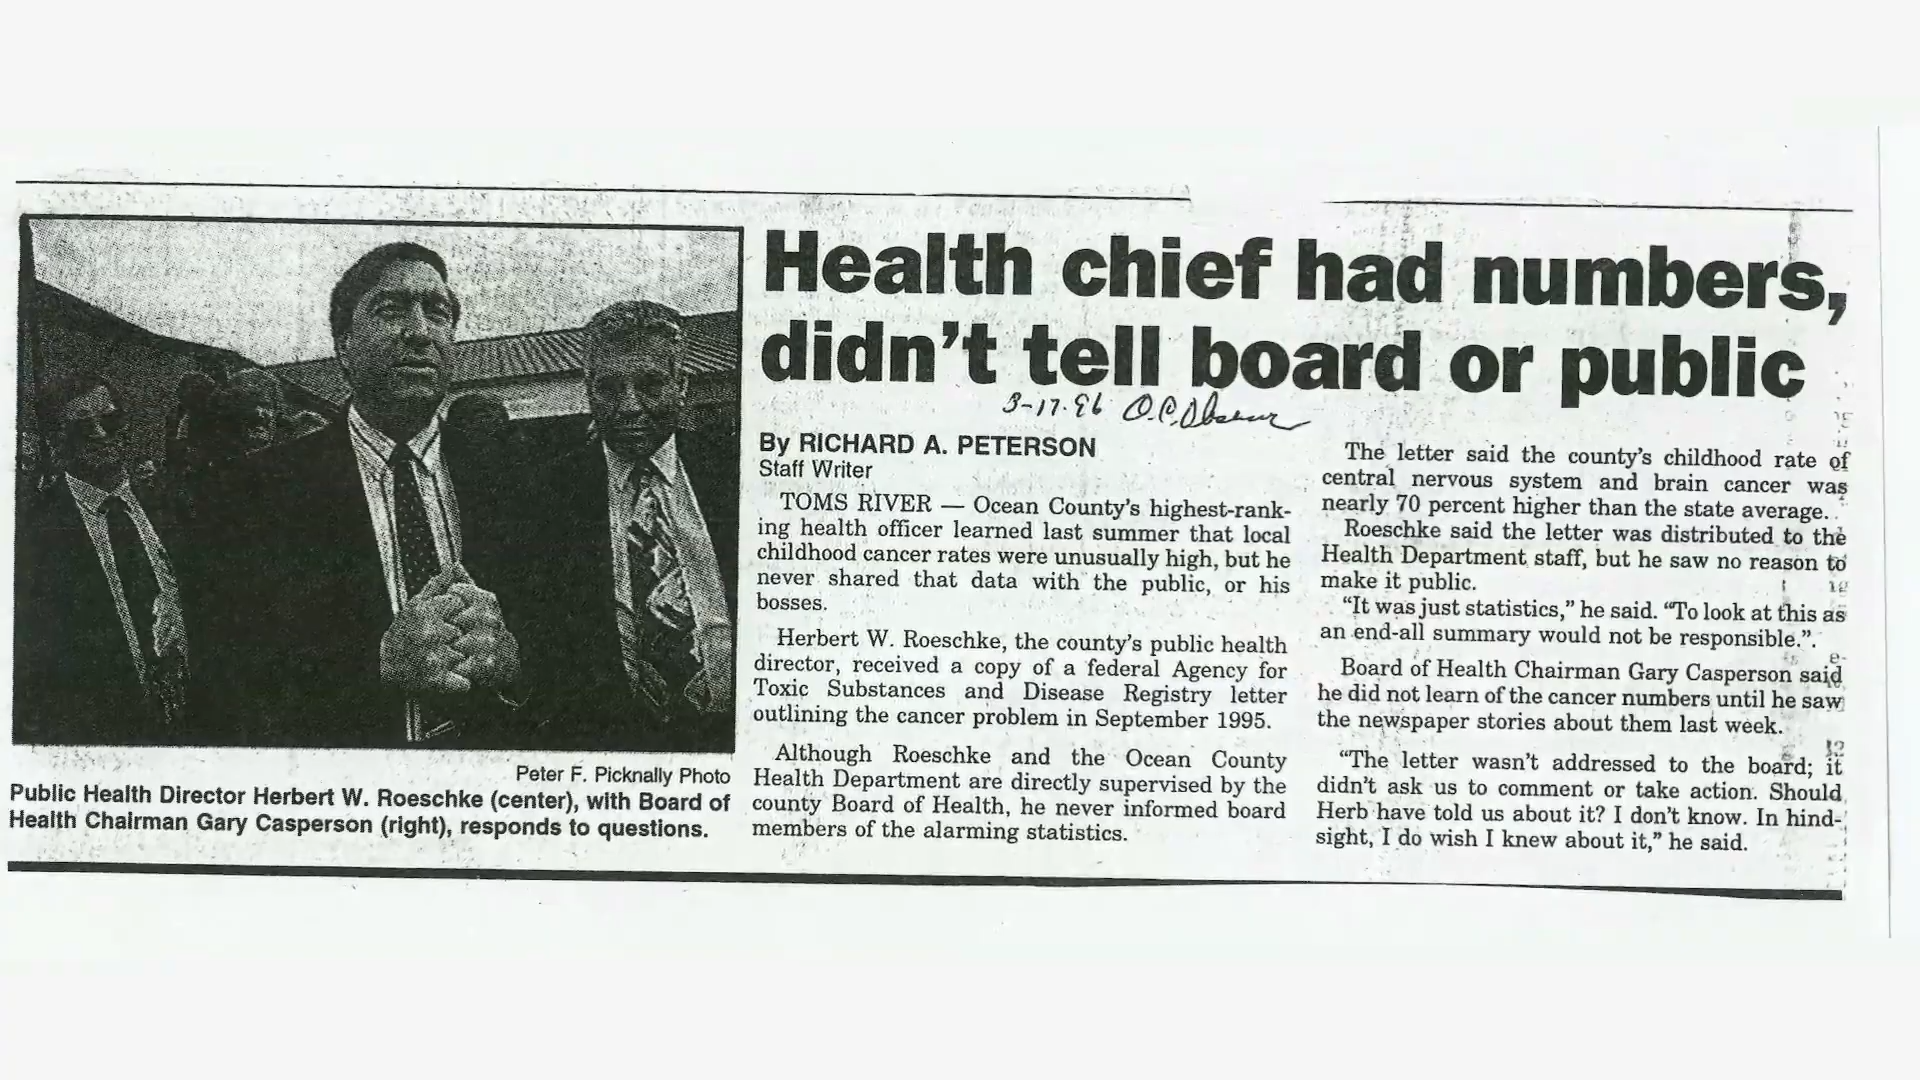 Health chief had numbers,
didn't tell board or public
3-17-96 O.C. Observer
By RICHARD A. PETERSON
Staff Writer
TOMS RIVER — Ocean County's highest-rank-
ing health officer learned last summer that local
childhood cancer rates were unusually high, but he
never shared that data with the public, or his
bosses.
Herbert W. Roeschke, the county's public health
director, received a copy of a federal Agency for
Toxic Substances and Disease Registry letter
outlining the cancer problem in September 1995.
Although Roeschke and the Ocean County
Health Department are directly supervised by the
county Board of Health, he never informed board
members of the alarming statistics.
The letter said the county's childhood rate of
central nervous system and brain cancer was
nearly 70 percent higher than the state average.
Roeschke said the letter was distributed to the
Health Department staff, but he saw no reason to
make it public.
“It was just statistics,” he said. “To look at this as
an end-all summary would not be responsible.”
Board of Health Chairman Gary Casperson said
he did not learn of the cancer numbers until he saw
the newspaper stories about them last week.
“The letter wasn't addressed to the board; it
didn't ask us to comment or take action. Should
Herb have told us about it? I don't know. In hind-
sight, I do wish I knew about it,” he said.
Peter F. Picknally Photo
Public Health Director Herbert W. Roeschke (center), with Board of
Health Chairman Gary Casperson (right), responds to questions.